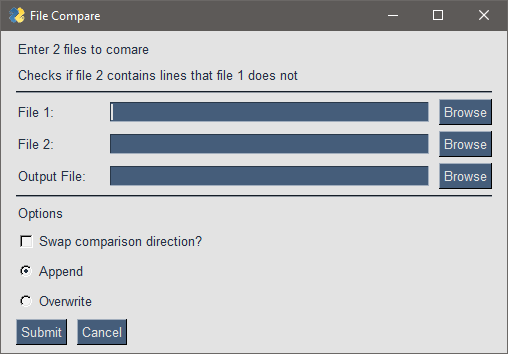 File Compare
Enter 2 files to comare
Checks if file 2 contains lines that file 1 does not
File 1: Browse
File 2: Browse
Output File: Browse
Options
Swap comparison direction?
Append
Overwrite
Submit Cancel